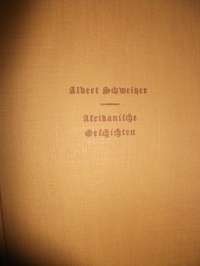 Albert Schweitzer
Afrikanische
Geschichten